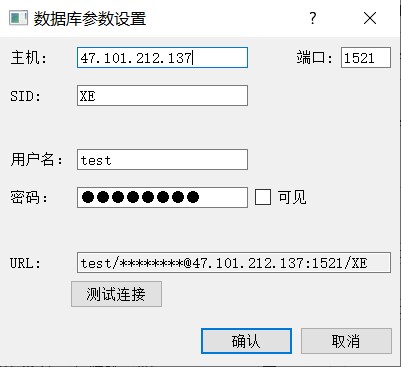 数据库参数设置
主机: 47.101.212.137 端口: 1521
SID: XE
用户名: test
密码: ●●●●●●●● 可见
URL: test/********@47.101.212.137:1521/XE
测试连接
确认 取消